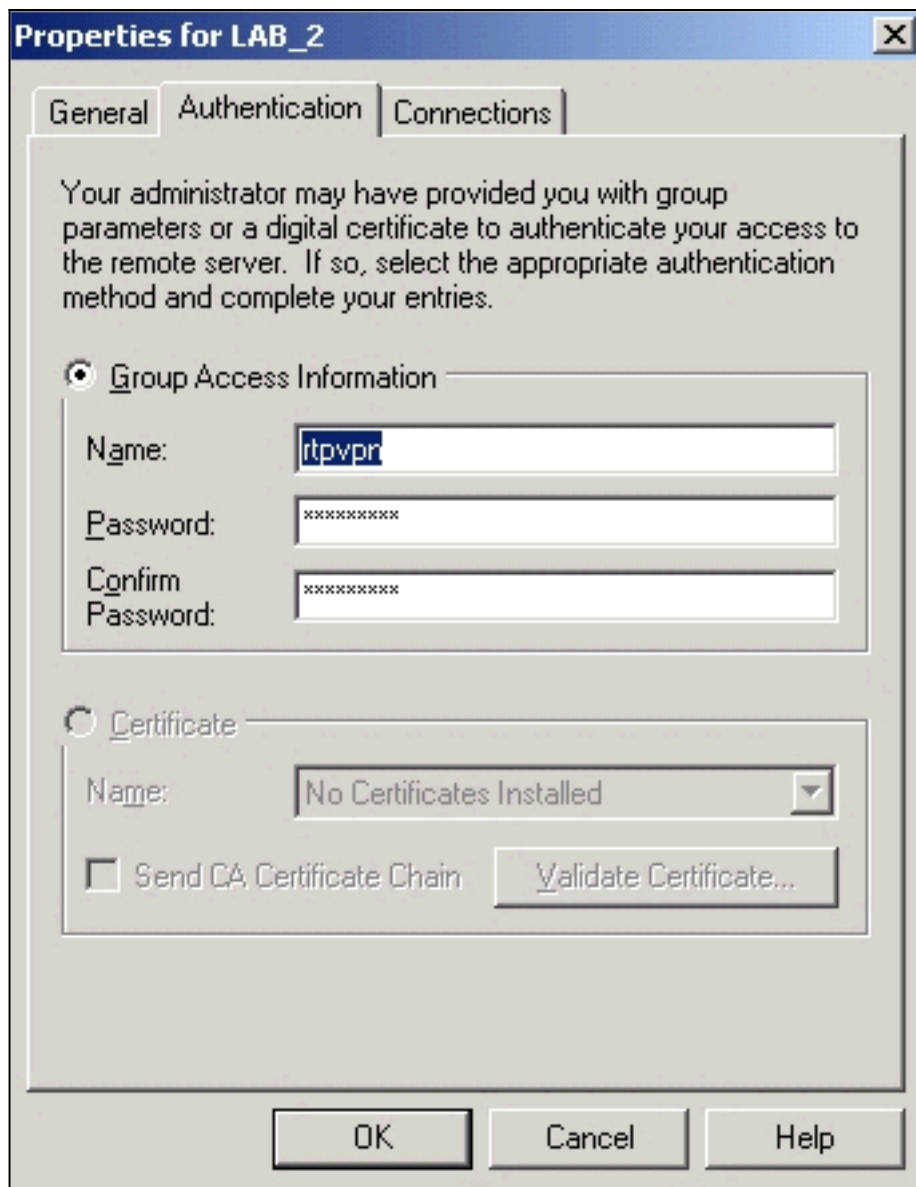 Properties for LAB_2
General Authentication Connections
Your administrator may have provided you with group
parameters or a digital certificate to authenticate your access to
the remote server. If so, select the appropriate authentication
method and complete your entries.
Group Access Information
Name: rtpvpn
Password: *********
Confirm
Password: *********
Certificate
Name: No Certificates Installed
Send CA Certificate Chain Validate Certificate...
OK Cancel Help